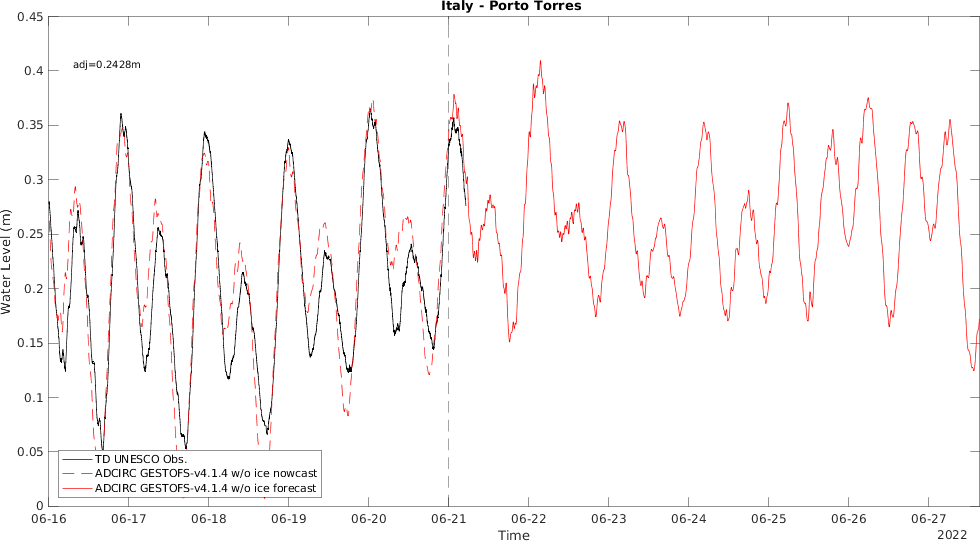 Italy - Porto Torres
0.45
0.4
0.35
0.3
0.25
0.2
0.15
0.1
0.05
0
Water Level (m)
adj=0.2428m
TD UNESCO Obs.
ADCIRC GESTOFS-v4.1.4 w/o ice nowcast
ADCIRC GESTOFS-v4.1.4 w/o ice forecast
06-16 06-17 06-18 06-19 06-20 06-21 06-22 06-23 06-24 06-25 06-26 06-27
Time
2022